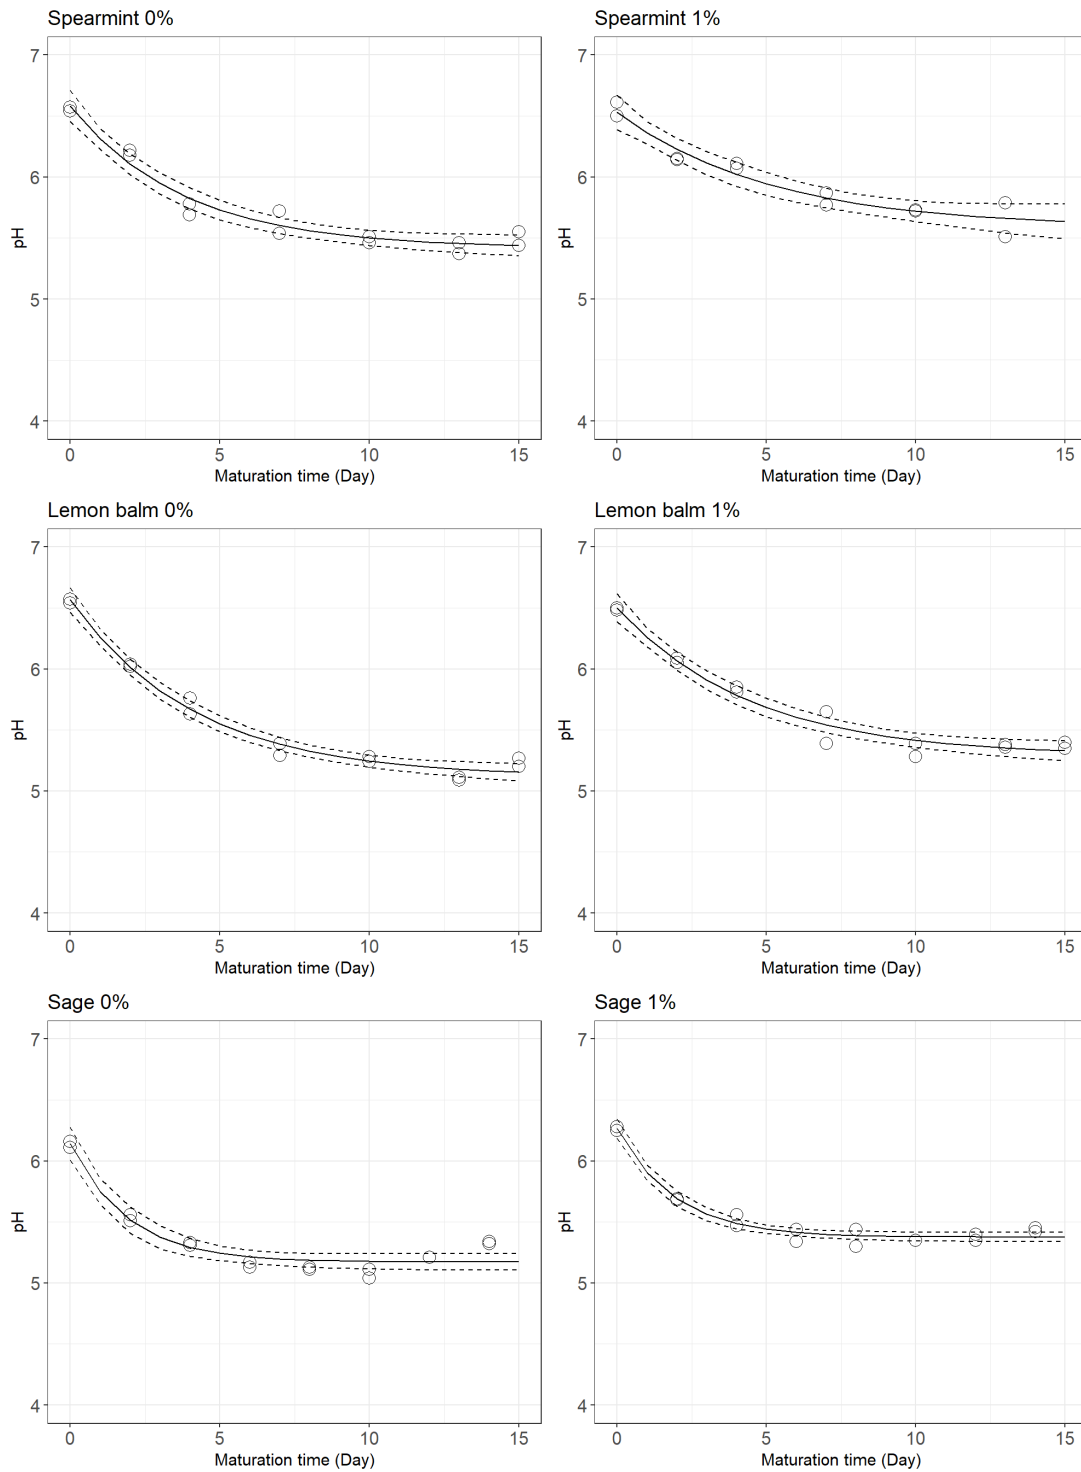 Spearmint 0%
7
6
5
4
pH
0 5 10 15
Maturation time (Day)
Spearmint 1%
7
6
5
4
pH
0 5 10 15
Maturation time (Day)
Lemon balm 0%
7
6
5
4
pH
0 5 10 15
Maturation time (Day)
Lemon balm 1%
7
6
5
4
pH
0 5 10 15
Maturation time (Day)
Sage 0%
7
6
5
4
pH
0 5 10 15
Maturation time (Day)
Sage 1%
7
6
5
4
pH
0 5 10 15
Maturation time (Day)